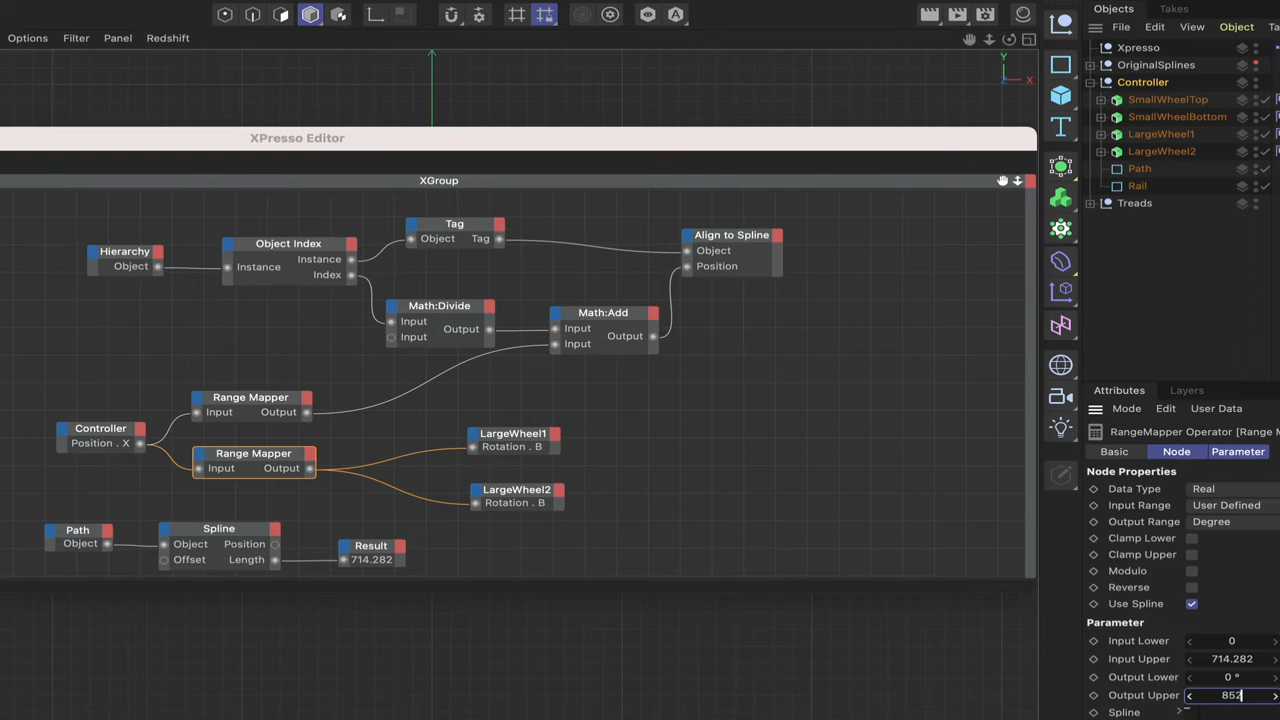 Objects Takes
Options Filter Panel Redshift
File Edit View Object Ta
Y
X
Xpresso
OriginalSplines
Controller
SmallWheelTop
SmallWheelBottom
LargeWheel1
LargeWheel2
Path
Rail
Treads
XPresso Editor
XGroup
Hierarchy
Object
Object Index
Instance
Instance
Index
Tag
Object Tag
Align to Spline
Object
Position
Math:Divide
Input
Output
Input
Math:Add
Input
Output
Input
Range Mapper
Input Output
Controller
Position . X
Range Mapper
Input Output
LargeWheel1
Rotation . B
LargeWheel2
Rotation . B
Path
Object
Spline
Object Position
Offset Length
Result
714.282
Attributes Layers
Mode Edit User Data
RangeMapper Operator [Range M
Basic Node Parameter
Node Properties
Data Type Real
Input Range User Defined
Output Range Degree
Clamp Lower
Clamp Upper
Modulo
Reverse
Use Spline
Parameter
Input Lower 0
Input Upper 714.282
Output Lower 0 °
Output Upper 852
Spline